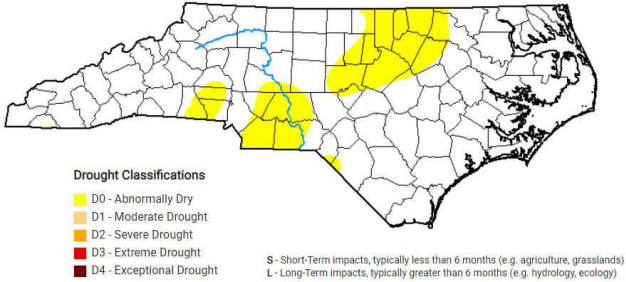 Drought Classifications
D0 - Abnormally Dry
D1 - Moderate Drought
D2 - Severe Drought
D3 - Extreme Drought
D4 - Exceptional Drought
S - Short-Term impacts, typically less than 6 months (e.g. agriculture, grasslands)
L - Long-Term impacts, typically greater than 6 months (e.g. hydrology, ecology)